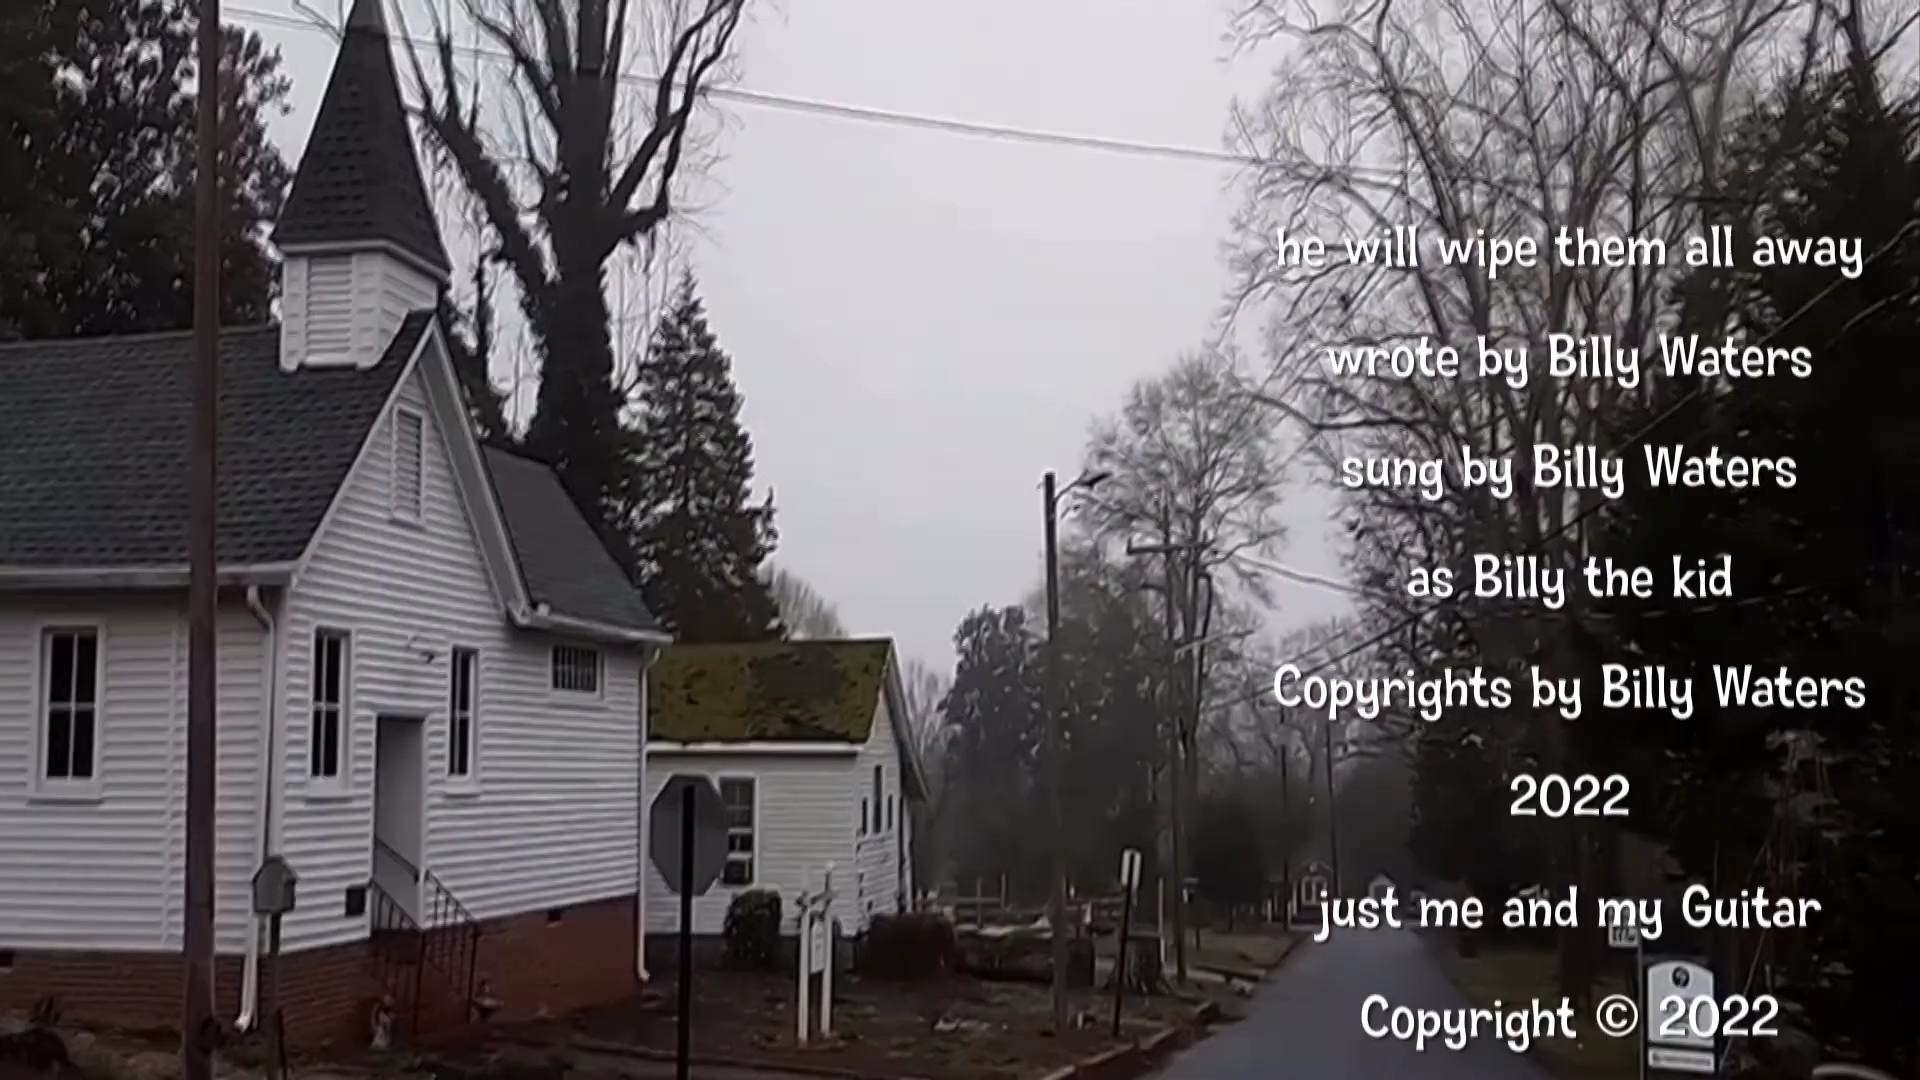 he will wipe them all away
wrote by Billy Waters
sung by Billy Waters
as Billy the kid
Copyrights by Billy Waters
2022
just me and my Guitar
Copyright © 2022